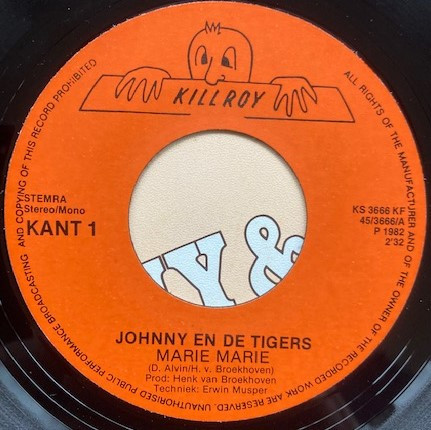 KILLROY
ALL RIGHTS OF THE MANUFACTURER AND OF THE OWNER OF THE RECORDED WORK ARE RESERVED. UNAUTHORISED PUBLIC PERFORMANCE BROADCASTING AND COPYING OF THIS RECORD PROHIBITED
STEMRA
Stereo/Mono
KANT 1
KS 3666 KF
45/3666/A
P 1982
2'32
Y &
JOHNNY EN DE TIGERS
MARIE MARIE
(D. Alvin/H. v. Broekhoven)
Prod: Henk van Broekhoven
Techniek: Erwin Musper